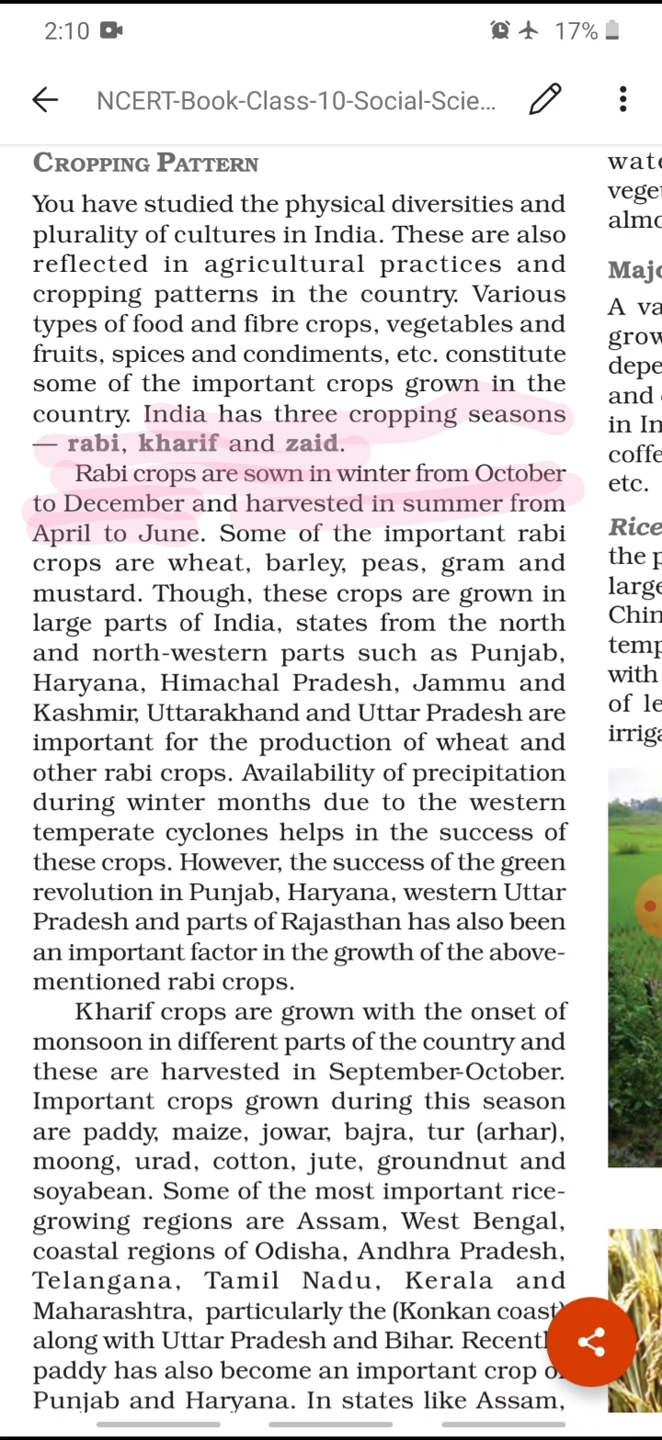 2:10
17%
NCERT-Book-Class-10-Social-Scie...
CROPPING PATTERN
You have studied the physical diversities and
plurality of cultures in India. These are also
reflected in agricultural practices and
cropping patterns in the country. Various
types of food and fibre crops, vegetables and
fruits, spices and condiments, etc. constitute
some of the important crops grown in the
country. India has three cropping seasons
— rabi, kharif and zaid.
Rabi crops are sown in winter from October
to December and harvested in summer from
April to June. Some of the important rabi
crops are wheat, barley, peas, gram and
mustard. Though, these crops are grown in
large parts of India, states from the north
and north-western parts such as Punjab,
Haryana, Himachal Pradesh, Jammu and
Kashmir, Uttarakhand and Uttar Pradesh are
important for the production of wheat and
other rabi crops. Availability of precipitation
during winter months due to the western
temperate cyclones helps in the success of
these crops. However, the success of the green
revolution in Punjab, Haryana, western Uttar
Pradesh and parts of Rajasthan has also been
an important factor in the growth of the above-
mentioned rabi crops.
Kharif crops are grown with the onset of
monsoon in different parts of the country and
these are harvested in September-October.
Important crops grown during this season
are paddy, maize, jowar, bajra, tur (arhar),
moong, urad, cotton, jute, groundnut and
soyabean. Some of the most important rice-
growing regions are Assam, West Bengal,
coastal regions of Odisha, Andhra Pradesh,
Telangana, Tamil Nadu, Kerala and
Maharashtra, particularly the (Konkan coast)
along with Uttar Pradesh and Bihar.
paddy has also become an important crop
Punjab and Haryana. In states like Assam,
A
grow
and
in In
etc.
Rice
the
large
Chin
temp
with
of